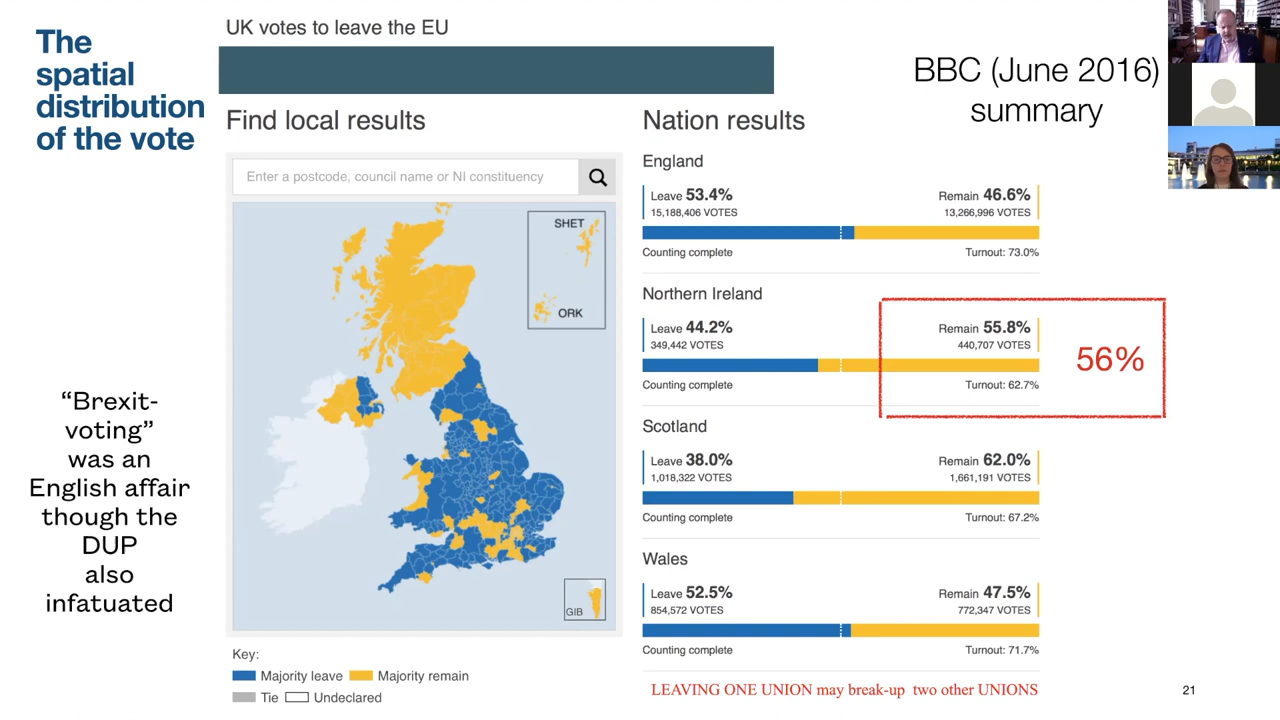 The
spatial
distribution
of the vote
UK votes to leave the EU
BBC (June 2016)
summary
Find local results
Enter a postcode, council name or NI constituency
SHET
ORK
GIB
Key:
Majority leave Majority remain
Tie Undeclared
Nation results
England
Leave 53.4% Remain 46.6%
15,188,406 VOTES 13,266,996 VOTES
Counting complete Turnout: 73.0%
Northern Ireland
Leave 44.2% Remain 55.8%
349,442 VOTES 440,707 VOTES
56%
Counting complete Turnout: 62.7%
Scotland
Leave 38.0% Remain 62.0%
1,018,322 VOTES 1,661,191 VOTES
Counting complete Turnout: 67.2%
Wales
Leave 52.5% Remain 47.5%
854,572 VOTES 772,347 VOTES
Counting complete Turnout: 71.7%
“Brexit-
voting”
was an
English affair
though the
DUP
also
infatuated
LEAVING ONE UNION may break-up two other UNIONS
21